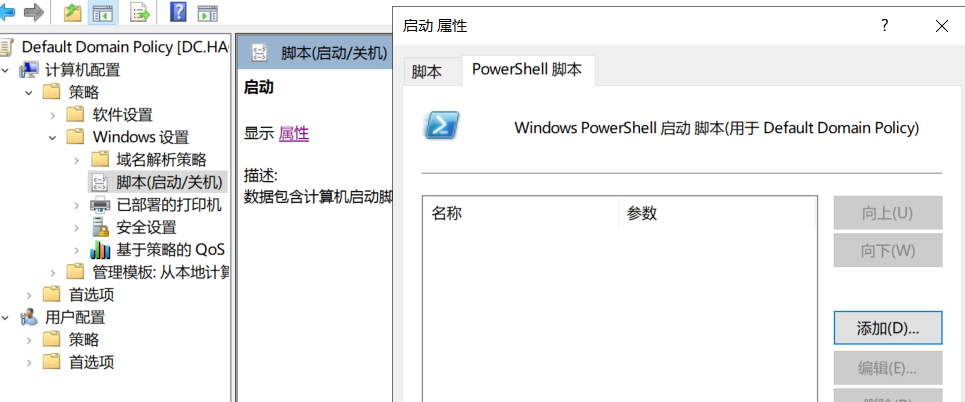 Default Domain Policy [DC.HA
计算机配置
策略
软件设置
Windows 设置
域名解析策略
脚本(启动/关机)
已部署的打印机
安全设置
基于策略的 QoS
管理模板: 从本地计
首选项
用户配置
策略
首选项
脚本(启动/关机)
启动
显示 属性
描述:
数据包含计算机启动脚
启动 属性
?
脚本
PowerShell 脚本
Windows PowerShell 启动 脚本(用于 Default Domain Policy)
名称
参数
向上(U)
向下(W)
添加(D)...
编辑(E)...